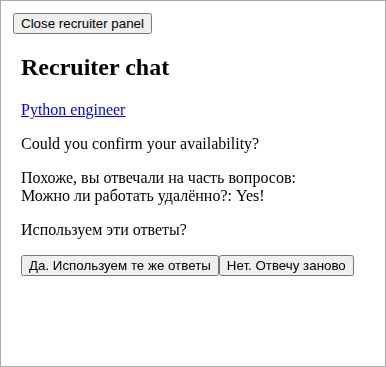 Close recruiter panel
Recruiter chat
Python engineer
Could you confirm your availability?
Похоже, вы отвечали на часть вопросов:
Можно ли работать удалённо?: Yes!
Используем эти ответы?
Да. Используем те же ответы
Нет. Отвечу заново